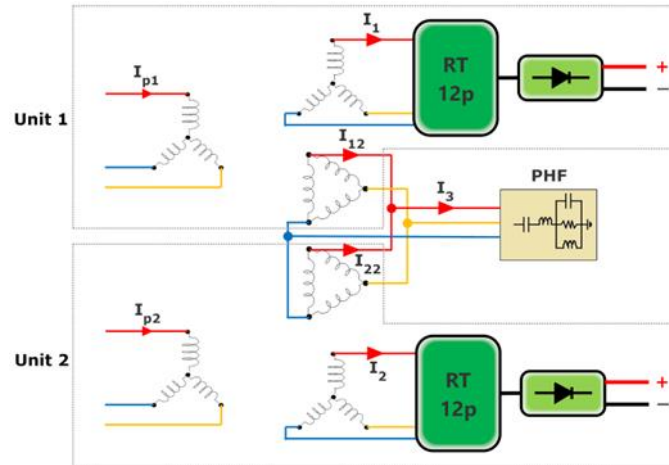 I1
RT
12p
+
−
Ip1
Unit 1
I12
I3
PHF
I22
Ip2
Unit 2
I2
RT
12p
+
−